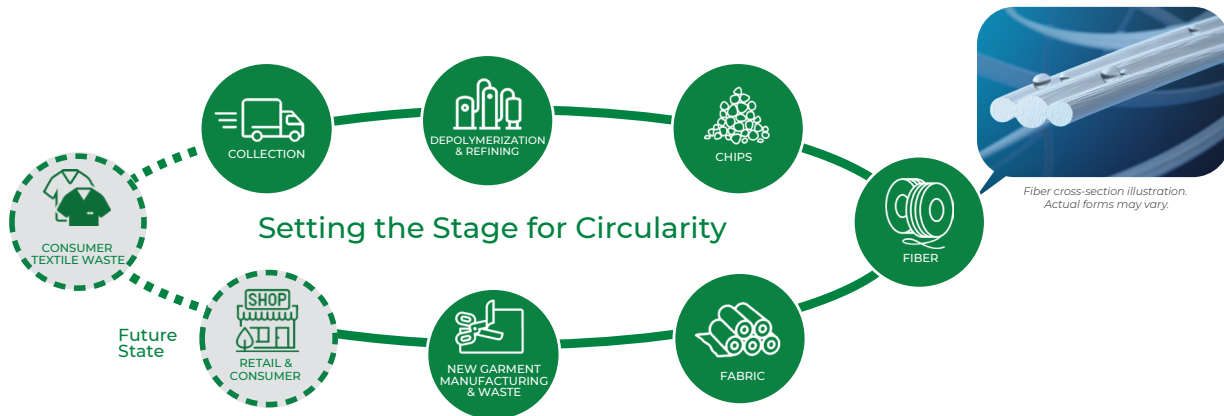 COLLECTION
DEPOLYMERIZATION
& REFINING
CHIPS
Fiber cross-section illustration.
Actual forms may vary.
CONSUMER
TEXTILE WASTE
Setting the Stage for Circularity
FIBER
Future
State
SHOP
RETAIL &
CONSUMER
NEW GARMENT
MANUFACTURING
& WASTE
FABRIC